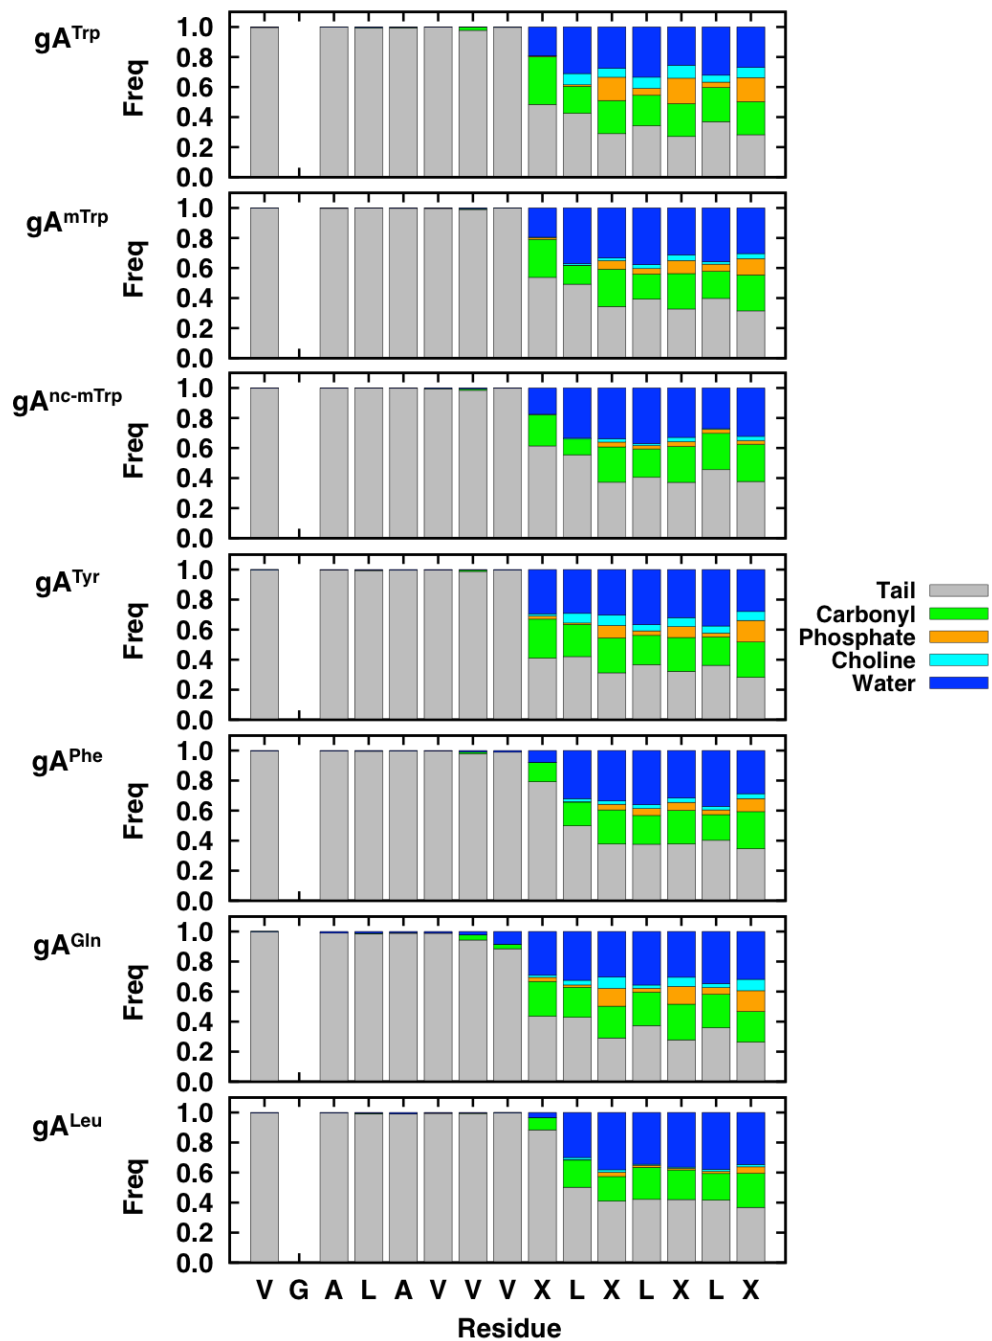 gA^Trp
Freq
1.0
0.8
0.6
0.4
0.2
0.0
gA^mTrp
Freq
1.0
0.8
0.6
0.4
0.2
0.0
gA^nc-mTrp
Freq
1.0
0.8
0.6
0.4
0.2
0.0
gA^Tyr
Freq
1.0
0.8
0.6
0.4
0.2
0.0
Tail
Carbonyl
Phosphate
Choline
Water
gA^Phe
Freq
1.0
0.8
0.6
0.4
0.2
0.0
gA^Gln
Freq
1.0
0.8
0.6
0.4
0.2
0.0
gA^Leu
Freq
1.0
0.8
0.6
0.4
0.2
0.0
V G A L A V V V X L X L X L X
Residue